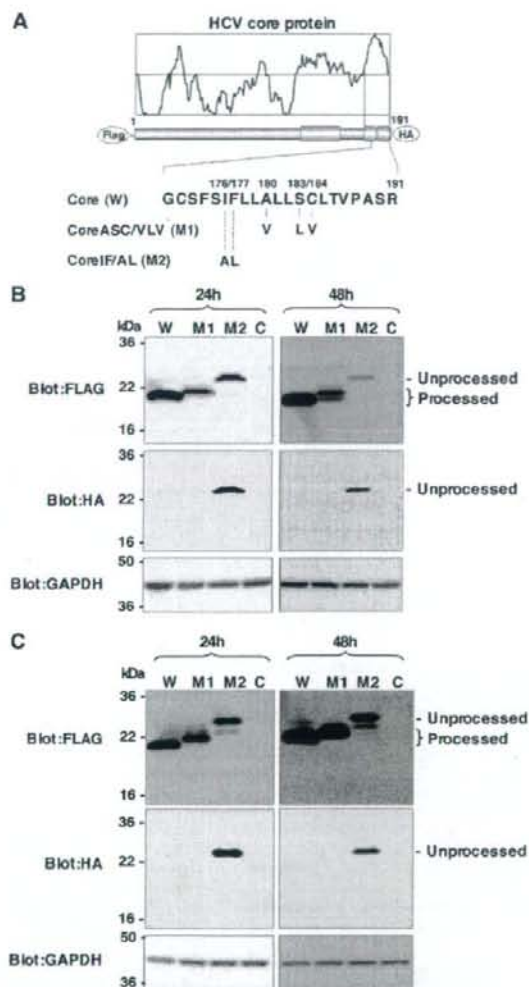 A
HCV core protein
1
191
Flag
HA
176/177 180 183/184 191
Core (W) GCSFSIFLLALLSCLTVPASR
CoreASC/VLV (M1) V L V
CoreIF/AL (M2) AL
B
24h 48h
kDa W M1 M2 C W M1 M2 C
36 -
Blot:FLAG 22 - - Unprocessed
} Processed
16 -
36 -
Blot:HA 22 - - Unprocessed
16 -
50 -
Blot:GAPDH
36 -
C
24h 48h
kDa W M1 M2 C W M1 M2 C
36 -
Blot:FLAG 22 - - Unprocessed
} Processed
16 -
36 -
Blot:HA 22 - - Unprocessed
16 -
50 -
Blot:GAPDH
36 -